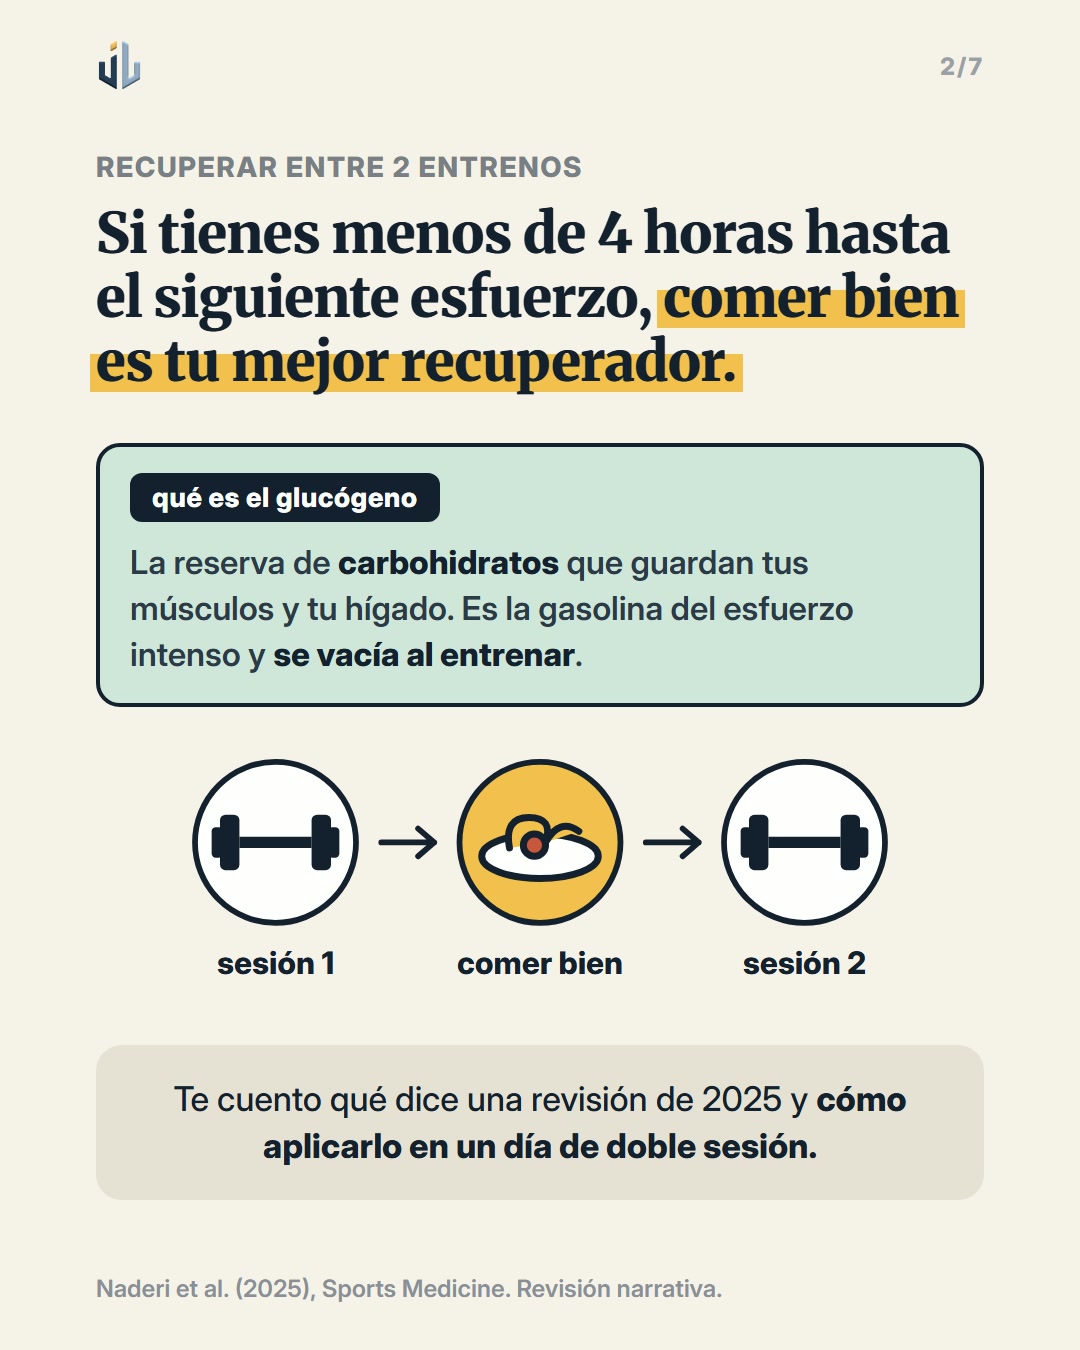 2/7
RECUPERAR ENTRE 2 ENTRENOS
Si tienes menos de 4 horas hasta
el siguiente esfuerzo, comer bien
es tu mejor recuperador.
qué es el glucógeno
La reserva de carbohidratos que guardan tus
músculos y tu hígado. Es la gasolina del esfuerzo
intenso y se vacía al entrenar.
sesión 1
comer bien
sesión 2
Te cuento qué dice una revisión de 2025 y cómo
aplicarlo en un día de doble sesión.
Naderi et al. (2025), Sports Medicine. Revisión narrativa.